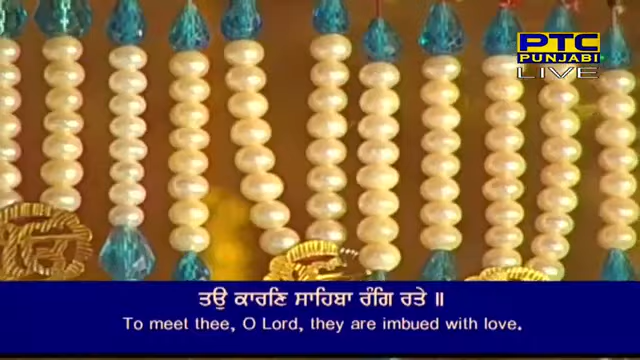 PTC
PUNJABI
LIVE
ਤਉ ਕਾਰਣਿ ਸਾਹਿਬਾ ਰੰਗਿ ਰਤੇ ॥
To meet thee, O Lord, they are imbued with love.